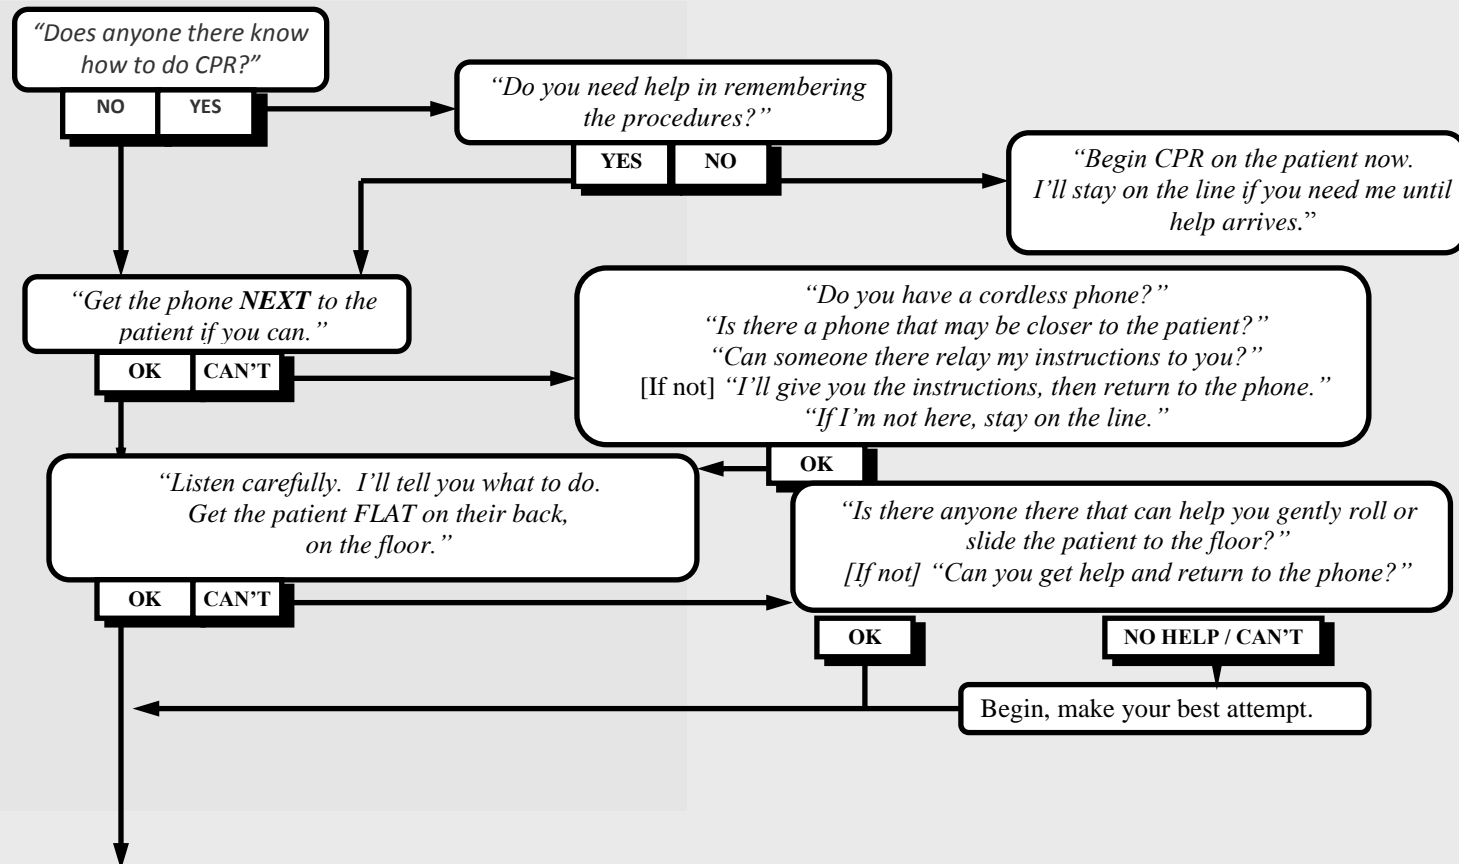 “Does anyone there know
how to do CPR?”
NO YES
“Do you need help in remembering
the procedures?”
YES NO
“Begin CPR on the patient now.
I’ll stay on the line if you need me until
help arrives.”
“Get the phone NEXT to the
patient if you can.”
OK CAN’T
“Do you have a cordless phone?”
“Is there a phone that may be closer to the patient?”
“Can someone there relay my instructions to you?”
[If not] “I’ll give you the instructions, then return to the phone.”
“If I’m not here, stay on the line.”
OK
“Listen carefully. I’ll tell you what to do.
Get the patient FLAT on their back,
on the floor.”
OK CAN’T
“Is there anyone there that can help you gently roll or
slide the patient to the floor?”
[If not] “Can you get help and return to the phone?”
OK
NO HELP / CAN’T
Begin, make your best attempt.